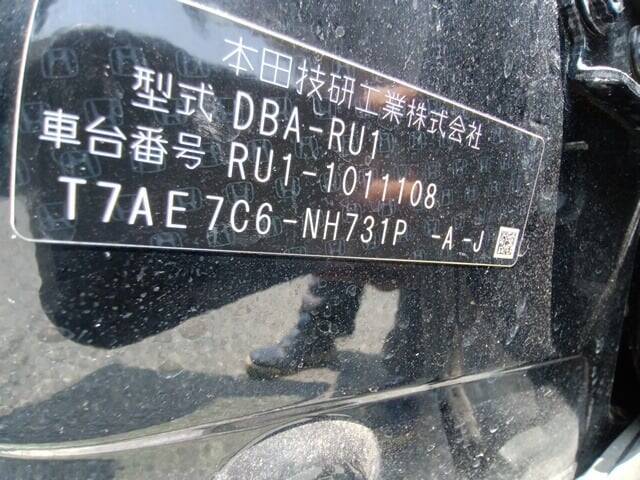 本田技研工業株式会社
型式 DBA-RU1
車台番号 RU1-1011108
T7AE 7C6-NH731P -A-J